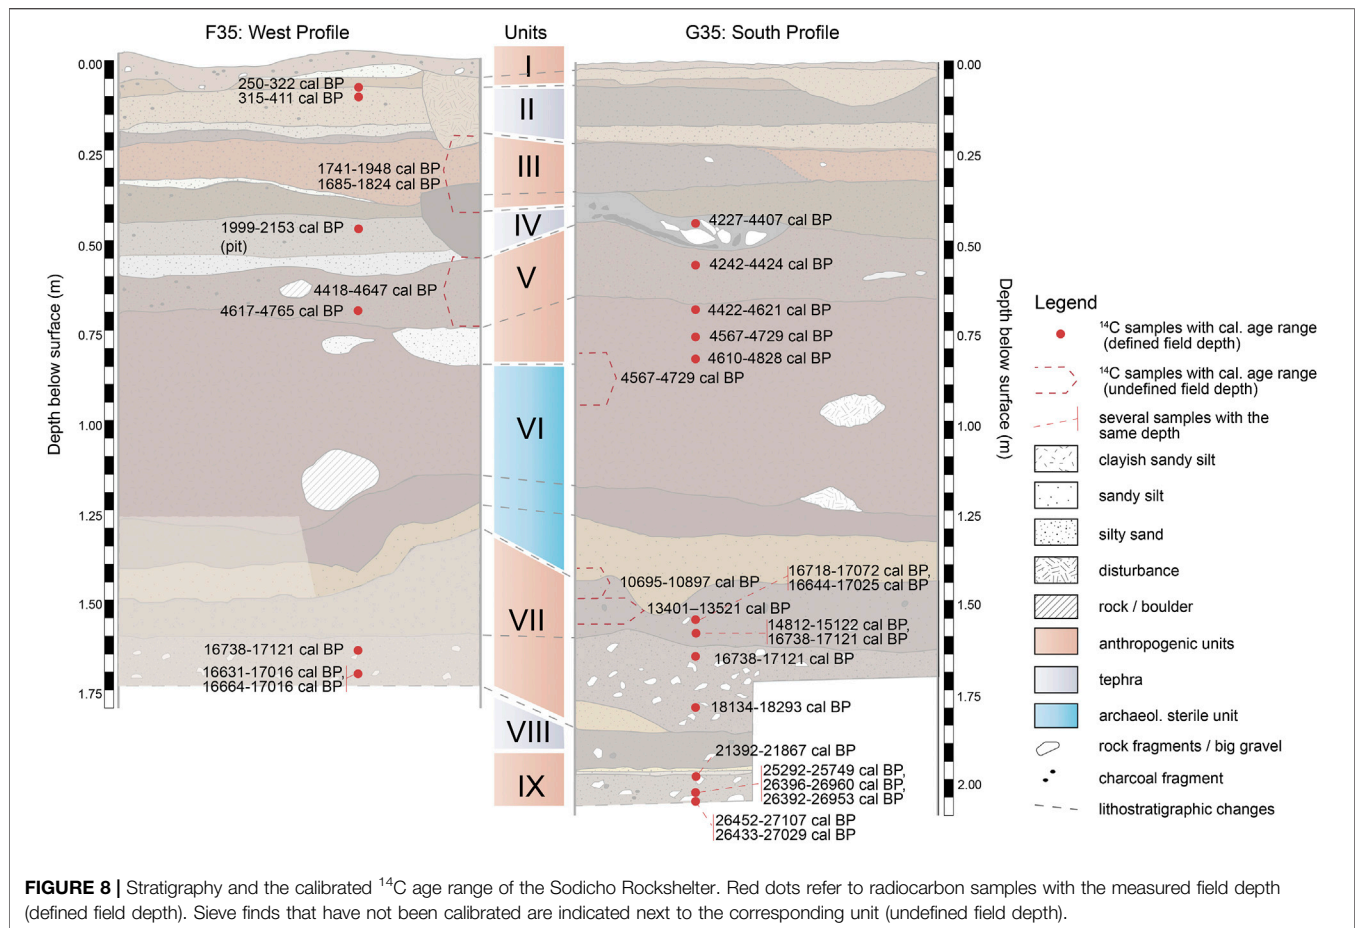 F35: West Profile
Units
G35: South Profile
Depth below surface (m)
0.00
0.25
0.50
0.75
1.00
1.25
1.50
1.75
250-322 cal BP
315-411 cal BP
1741-1948 cal BP
1685-1824 cal BP
1999-2153 cal BP
(pit)
4418-4647 cal BP
4617-4765 cal BP
16738-17121 cal BP
16631-17016 cal BP,
16664-17016 cal BP
I
II
III
IV
V
VI
VII
VIII
IX
4227-4407 cal BP
4242-4424 cal BP
4422-4621 cal BP
4567-4729 cal BP
4610-4828 cal BP
4567-4729 cal BP
16718-17072 cal BP,
16644-17025 cal BP
10695-10897 cal BP
13401–13521 cal BP
14812-15122 cal BP,
16738-17121 cal BP
16738-17121 cal BP
18134-18293 cal BP
21392-21867 cal BP
25292-25749 cal BP,
26396-26960 cal BP,
26392-26953 cal BP
26452-27107 cal BP
26433-27029 cal BP
0.00
0.25
0.50
0.75
1.00
1.25
1.50
1.75
2.00
Depth below surface (m)
Legend
14C samples with cal. age range
(defined field depth)
14C samples with cal. age range
(undefined field depth)
several samples with the
same depth
clayish sandy silt
sandy silt
silty sand
disturbance
rock / boulder
anthropogenic units
tephra
archaeol. sterile unit
rock fragments / big gravel
charcoal fragment
lithostratigraphic changes
FIGURE 8 | Stratigraphy and the calibrated 14C age range of the Sodicho Rockshelter. Red dots refer to radiocarbon samples with the measured field depth
(defined field depth). Sieve finds that have not been calibrated are indicated next to the corresponding unit (undefined field depth).